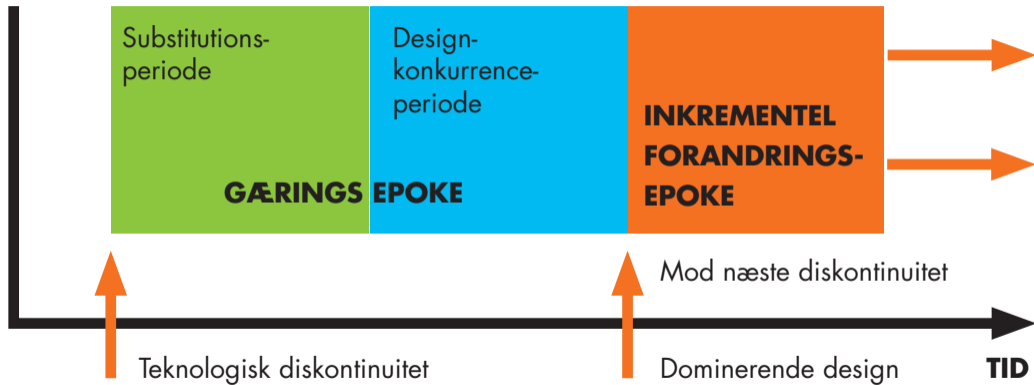 Substitutions-
periode
Design-
konkurrence-
periode
GÆRINGS EPOKE
INKREMENTEL
FORANDRINGS-
EPOKE
Mod næste diskontinuitet
Teknologisk diskontinuitet
Dominerende design
TID